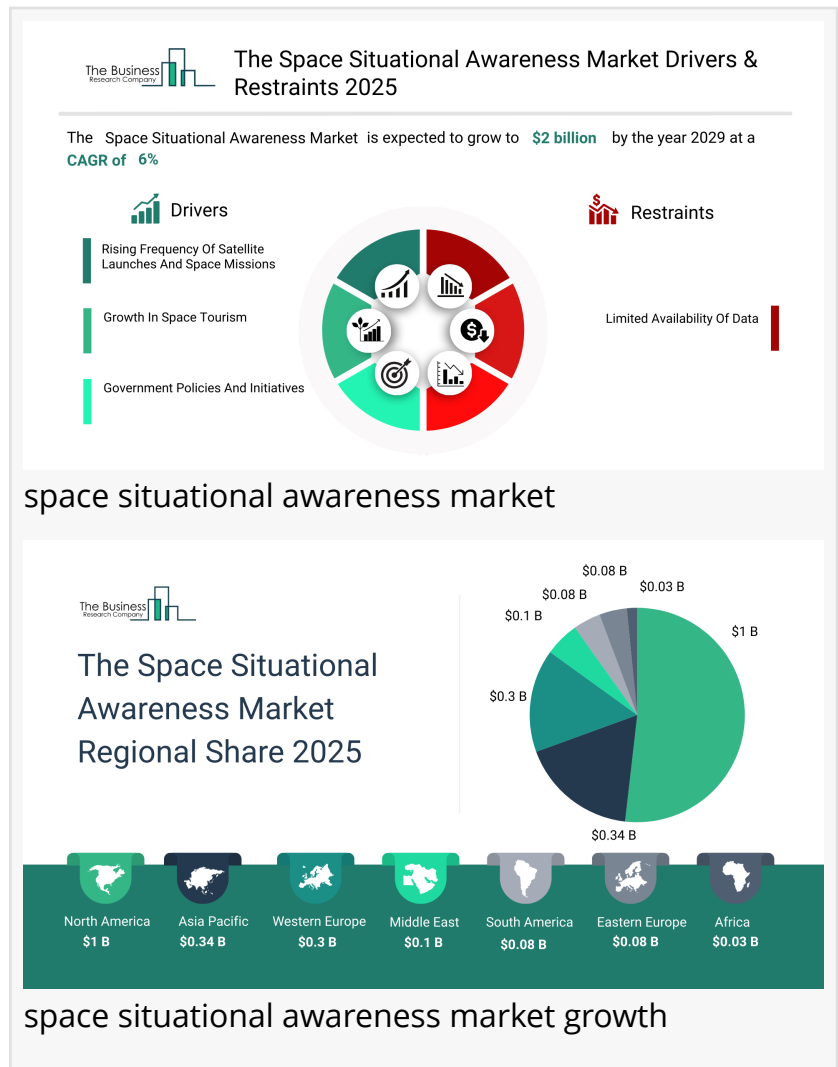 The Business
Research Company
The Space Situational Awareness Market Drivers &
Restraints 2025
The Space Situational Awareness Market is expected to grow to $2 billion by the year 2029 at a
CAGR of 6%
Drivers
Rising Frequency Of Satellite
Launches And Space Missions
Growth In Space Tourism
Government Policies And Initiatives
$
Restraints
Limited Availability Of Data
$
space situational awareness market
The Business
Research Company
The Space Situational
Awareness Market
Regional Share 2025
$0.08 B
$0.03 B
$0.08 B
$0.1 B
$1 B
$0.3 B
$0.34 B
North America
$1 B
Asia Pacific
$0.34 B
Western Europe
$0.3 B
Middle East
$0.1 B
South America
$0.08 B
Eastern Europe
$0.08 B
Africa
$0.03 B
space situational awareness market growth